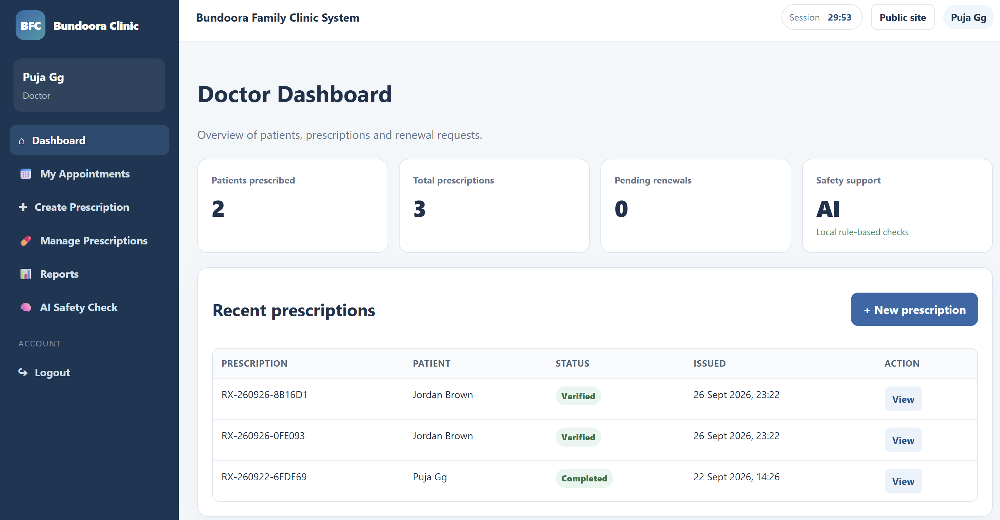 BFC Bundoora Clinic
Puja Gg
Doctor
Dashboard
My Appointments
Create Prescription
Manage Prescriptions
Reports
AI Safety Check
ACCOUNT
Logout
Bundoora Family Clinic System
Session 29:53
Public site
Puja Gg
Doctor Dashboard
Overview of patients, prescriptions and renewal requests.
Patients prescribed
2
Total prescriptions
3
Pending renewals
0
Safety support
AI
Local rule-based checks
Recent prescriptions
+ New prescription
PRESCRIPTION PATIENT STATUS ISSUED ACTION
RX-260926-8B16D1 Jordan Brown Verified 26 Sept 2026, 23:22 View
RX-260926-0FE093 Jordan Brown Verified 26 Sept 2026, 23:22 View
RX-260922-6FDE69 Puja Gg Completed 22 Sept 2026, 14:26 View